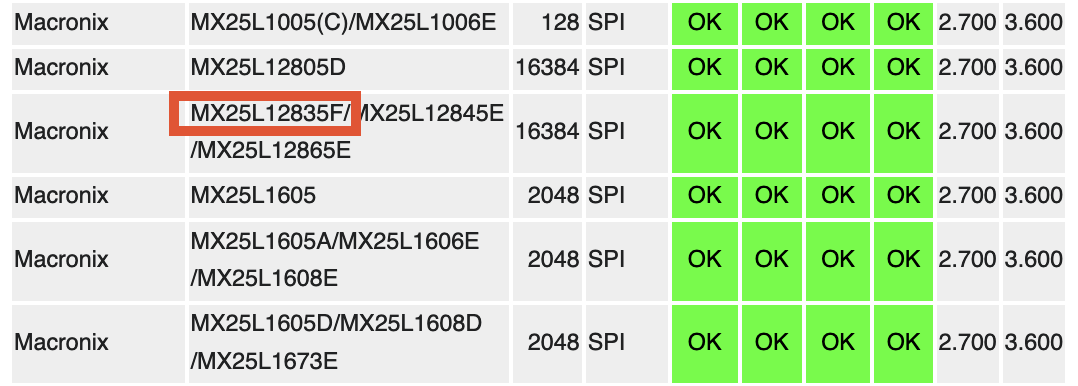 Macronix MX25L1005(C)/MX25L1006E 128 SPI OK OK OK OK 2.700 3.600
Macronix MX25L12805D 16384 SPI OK OK OK OK 2.700 3.600
Macronix MX25L12835F/MX25L12845E
/MX25L12865E 16384 SPI OK OK OK OK 2.700 3.600
Macronix MX25L1605 2048 SPI OK OK OK OK 2.700 3.600
Macronix MX25L1605A/MX25L1606E
/MX25L1608E 2048 SPI OK OK OK OK 2.700 3.600
Macronix MX25L1605D/MX25L1608D
/MX25L1673E 2048 SPI OK OK OK OK 2.700 3.600